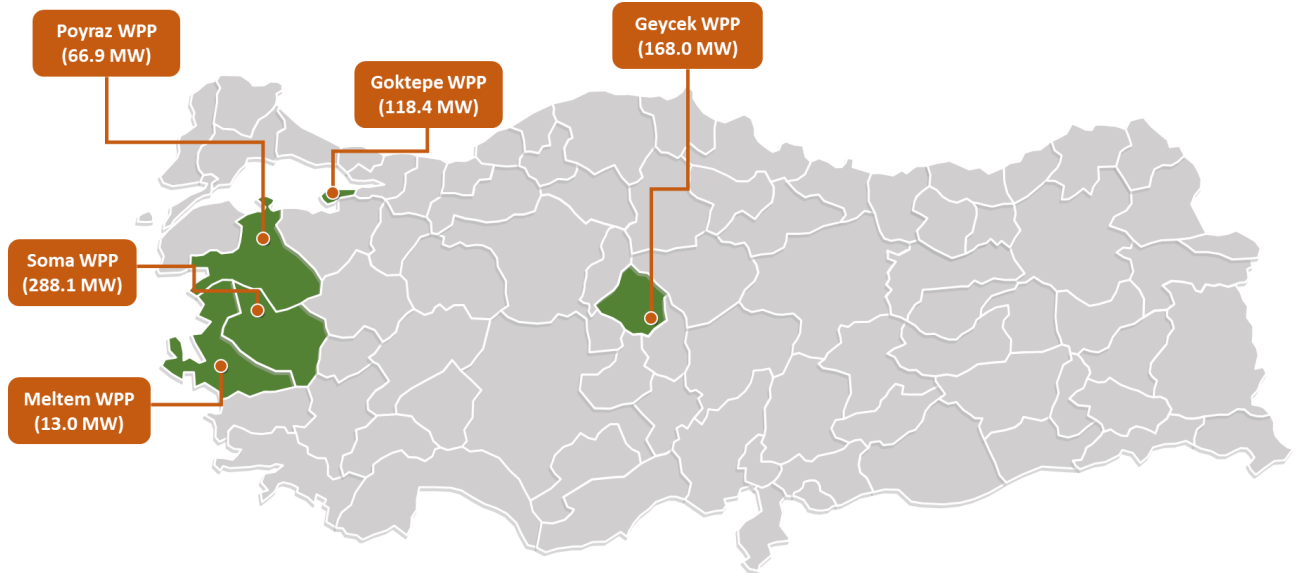 Poyraz WPP
(66.9 MW)
Goktepe WPP
(118.4 MW)
Geycek WPP
(168.0 MW)
Soma WPP
(288.1 MW)
Meltem WPP
(13.0 MW)